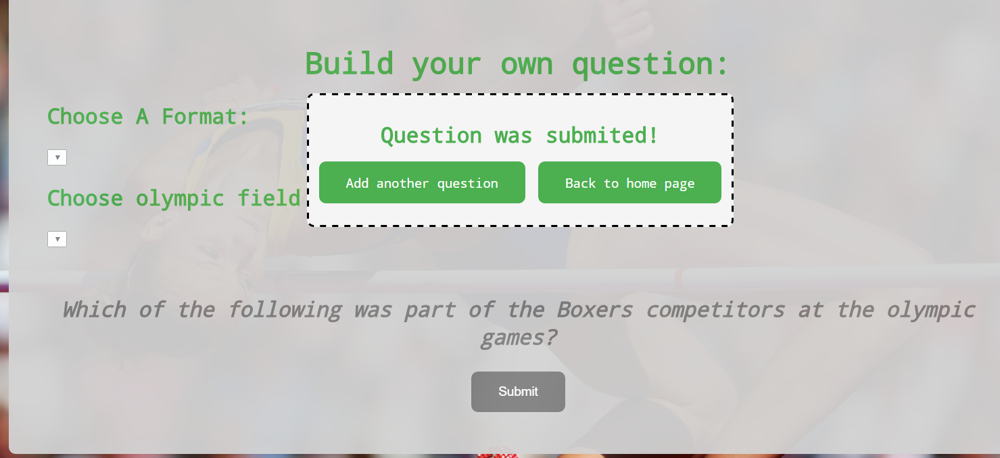 Build your own question:
Choose A Format:
Question was submited!
Add another question
Back to home page
Choose olympic field
Which of the following was part of the Boxers competitors at the olympic
games?
Submit